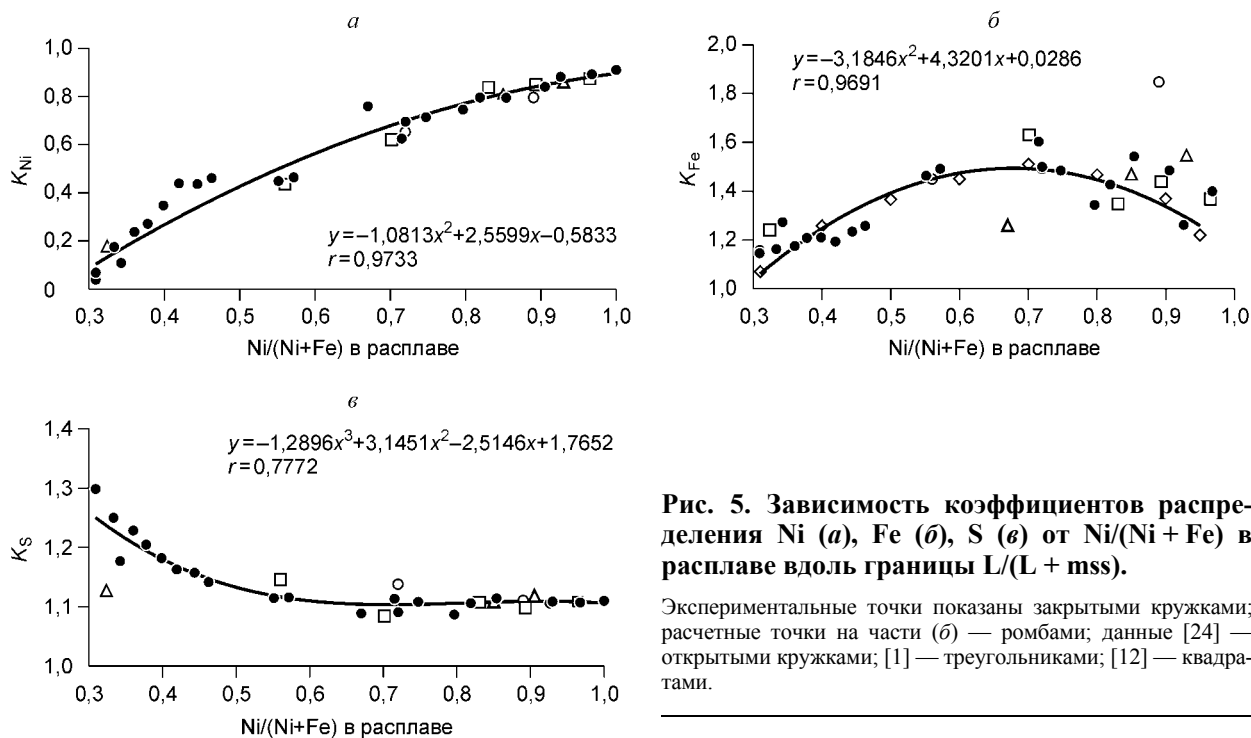 а
K_Ni
1,0
0,8
0,6
0,4
0,2
0
y=–1,0813x²+2,5599x–0,5833
r=0,9733
0,3 0,4 0,5 0,6 0,7 0,8 0,9 1,0
Ni/(Ni+Fe) в расплаве
б
K_Fe
2,0
1,8
1,6
1,4
1,2
1,0
y=–3,1846x²+4,3201x+0,0286
r=0,9691
0,3 0,4 0,5 0,6 0,7 0,8 0,9 1,0
Ni/(Ni+Fe) в расплаве
в
K_S
1,4
1,3
1,2
1,1
1,0
y=–1,2896x³+3,1451x²–2,5146x+1,7652
r=0,7772
0,3 0,4 0,5 0,6 0,7 0,8 0,9 1,0
Ni/(Ni+Fe) в расплаве
Рис. 5. Зависимость коэффициентов распре-
деления Ni (а), Fe (б), S (в) от Ni/(Ni + Fe) в
расплаве вдоль границы L/(L + mss).
Экспериментальные точки показаны закрытыми кружками;
расчетные точки на части (б) — ромбами; данные [24] —
открытыми кружками; [1] — треугольниками; [12] — квадра-
тами.